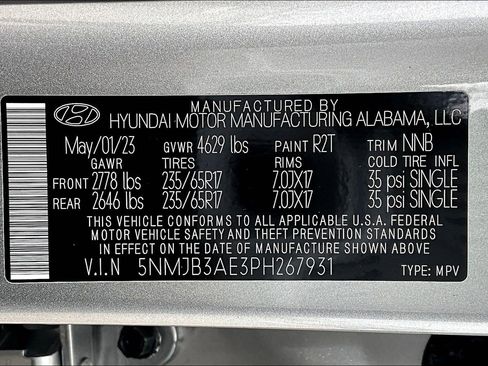 MANUFACTURED BY
HYUNDAI MOTOR MANUFACTURING ALABAMA, LLC
May/01/23 GVWR 4629 lbs PAINT R2T TRIM NNB
GAWR TIRES RIMS COLD TIRE INFL
FRONT 2778 lbs 235/65R17 7.0JX17 35 psi SINGLE
REAR 2646 lbs 235/65R17 7.0JX17 35 psi SINGLE
THIS VEHICLE CONFORMS TO ALL APPLICABLE U.S.A. FEDERAL
MOTOR VEHICLE SAFETY AND THEFT PREVENTION STANDARDS
IN EFFECT ON THE DATE OF MANUFACTURE SHOWN ABOVE.
V.I.N 5NMJB3AE3PH267931 TYPE: MPV